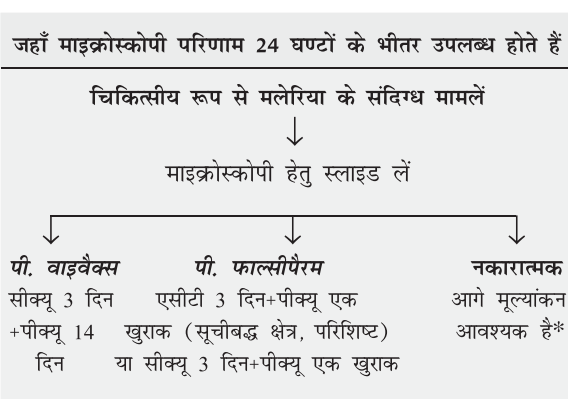 जहाँ माइक्रोस्कोपी परिणाम 24 घण्टों के भीतर उपलब्ध होते हैं
चिकित्सीय रूप से मलेरिया के संदिग्ध मामलें
माइक्रोस्कोपी हेतु स्लाइड लें
पी. वाइवैक्स
सीक्यू 3 दिन
+पीक्यू 14
दिन
पी. फाल्सीपैरम
एसीटी 3 दिन+पीक्यू एक
खुराक (सूचीबद्ध क्षेत्र, परिशिष्ट)
या सीक्यू 3 दिन+पीक्यू एक खुराक
नकारात्मक
आगे मूल्यांकन
आवश्यक है*